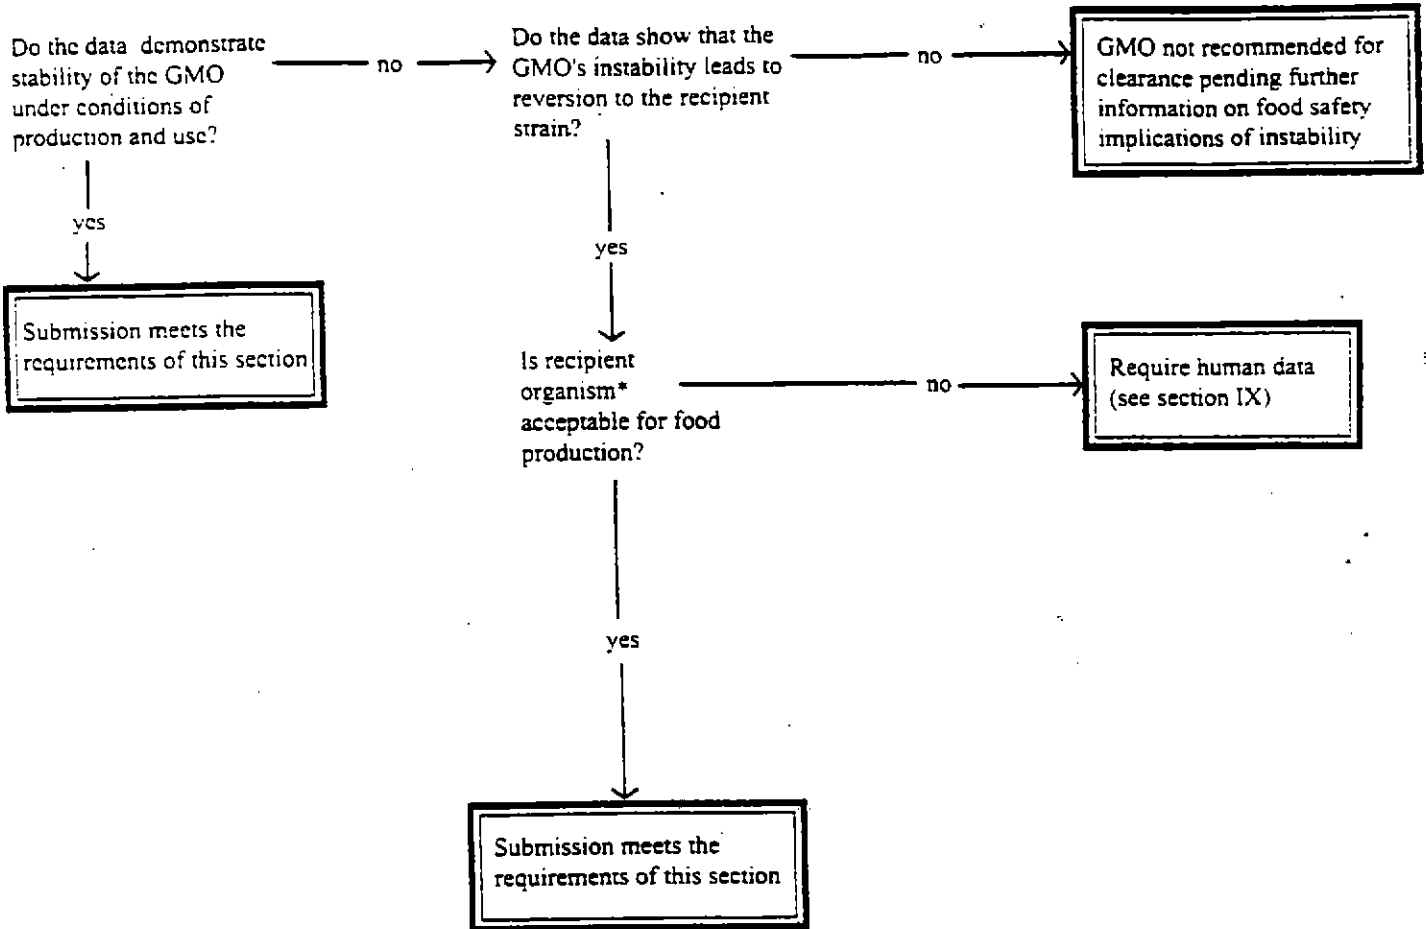 Do the data demonstrate
stability of the GMO
under conditions of
production and use?
no
Do the data show that the
GMO's instability leads to
reversion to the recipient
strain?
no
GMO not recommended for
clearance pending further
information on food safety
implications of instability
yes
yes
Submission meets the
requirements of this section
Is recipient
organism*
acceptable for food
production?
no
Require human data
(see section IX)
yes
Submission meets the
requirements of this section